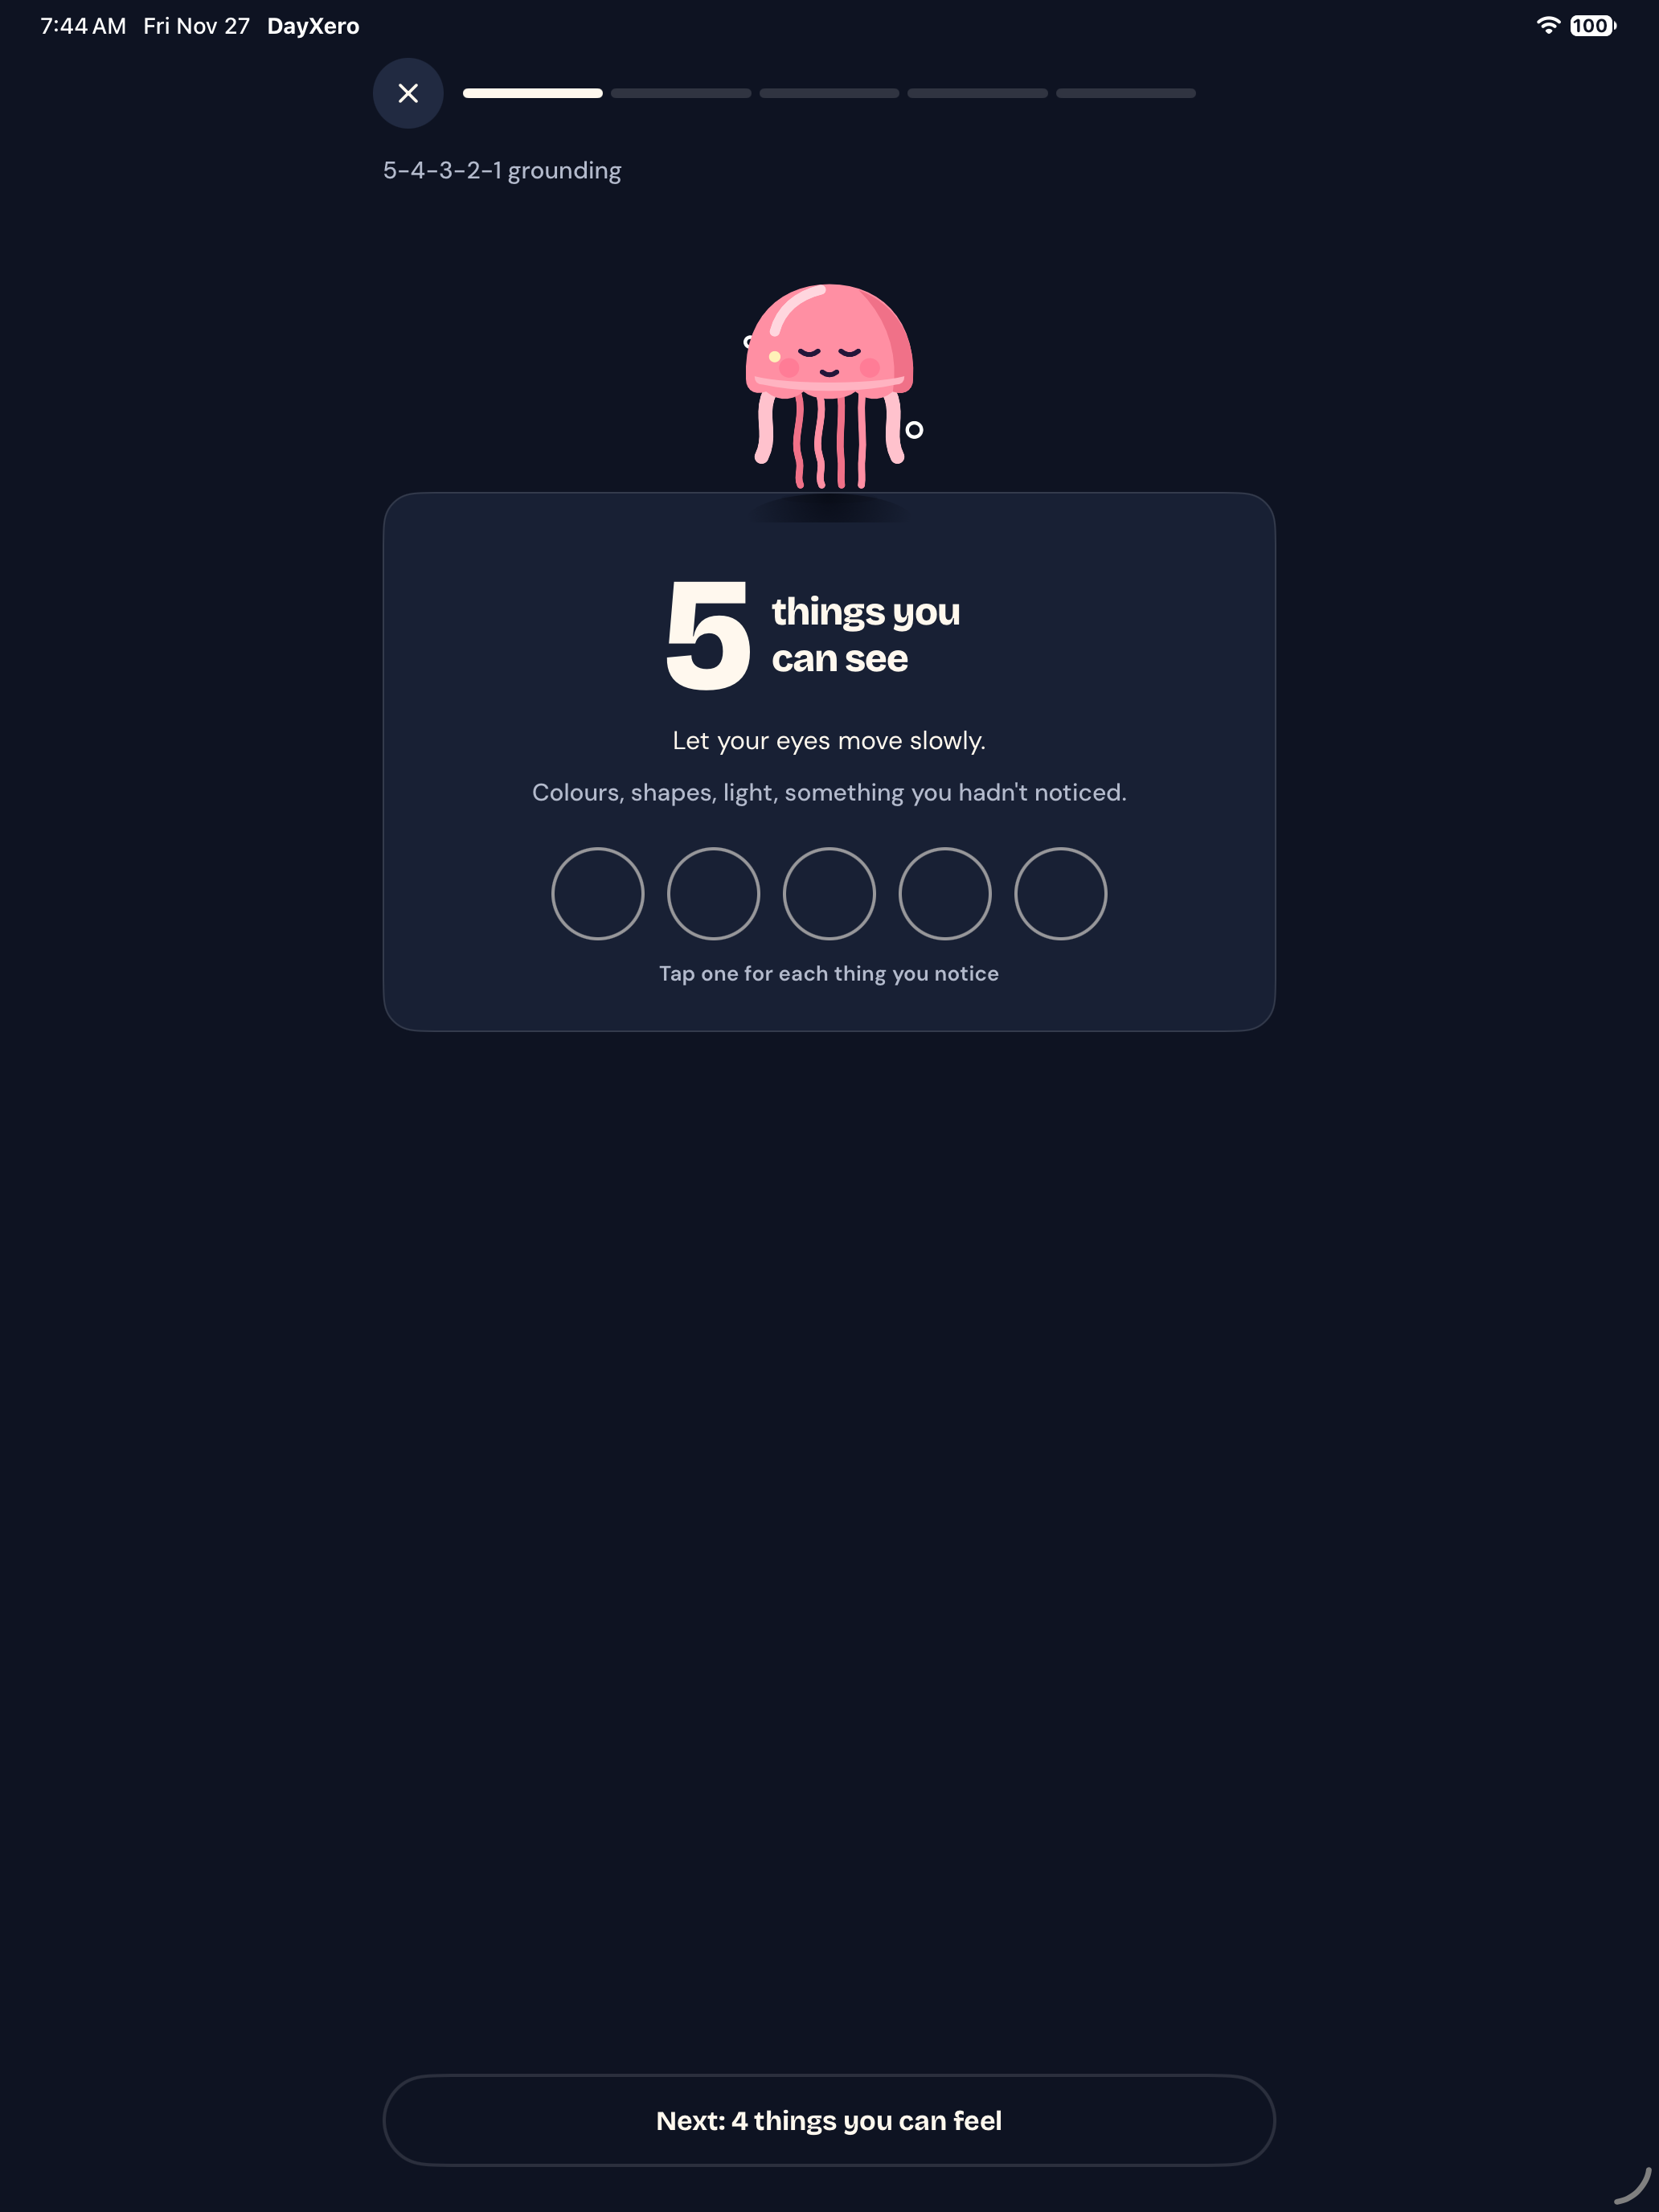 7:44 AM Fri Nov 27 DayXero
100
5-4-3-2-1 grounding
5 things you
can see
Let your eyes move slowly.
Colours, shapes, light, something you hadn't noticed.
Tap one for each thing you notice
Next: 4 things you can feel